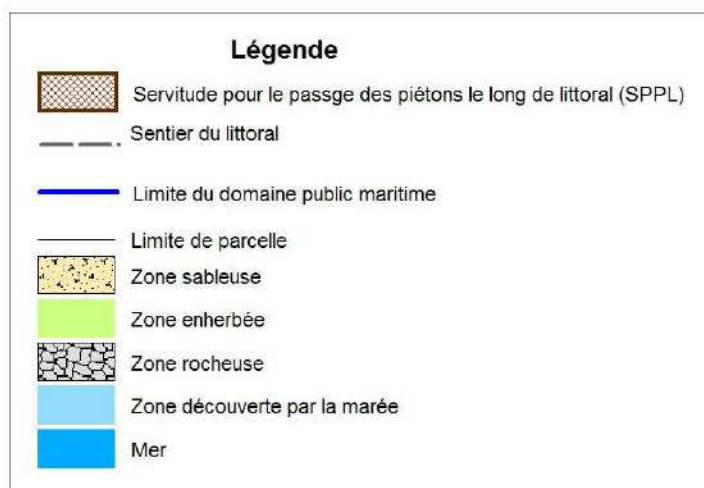 Légende
Servitude pour le passge des piétons le long de littoral (SPPL)
Sentier du littoral
Limite du domaine public maritime
Limite de parcelle
Zone sableuse
Zone enherbée
Zone rocheuse
Zone découverte par la marée
Mer